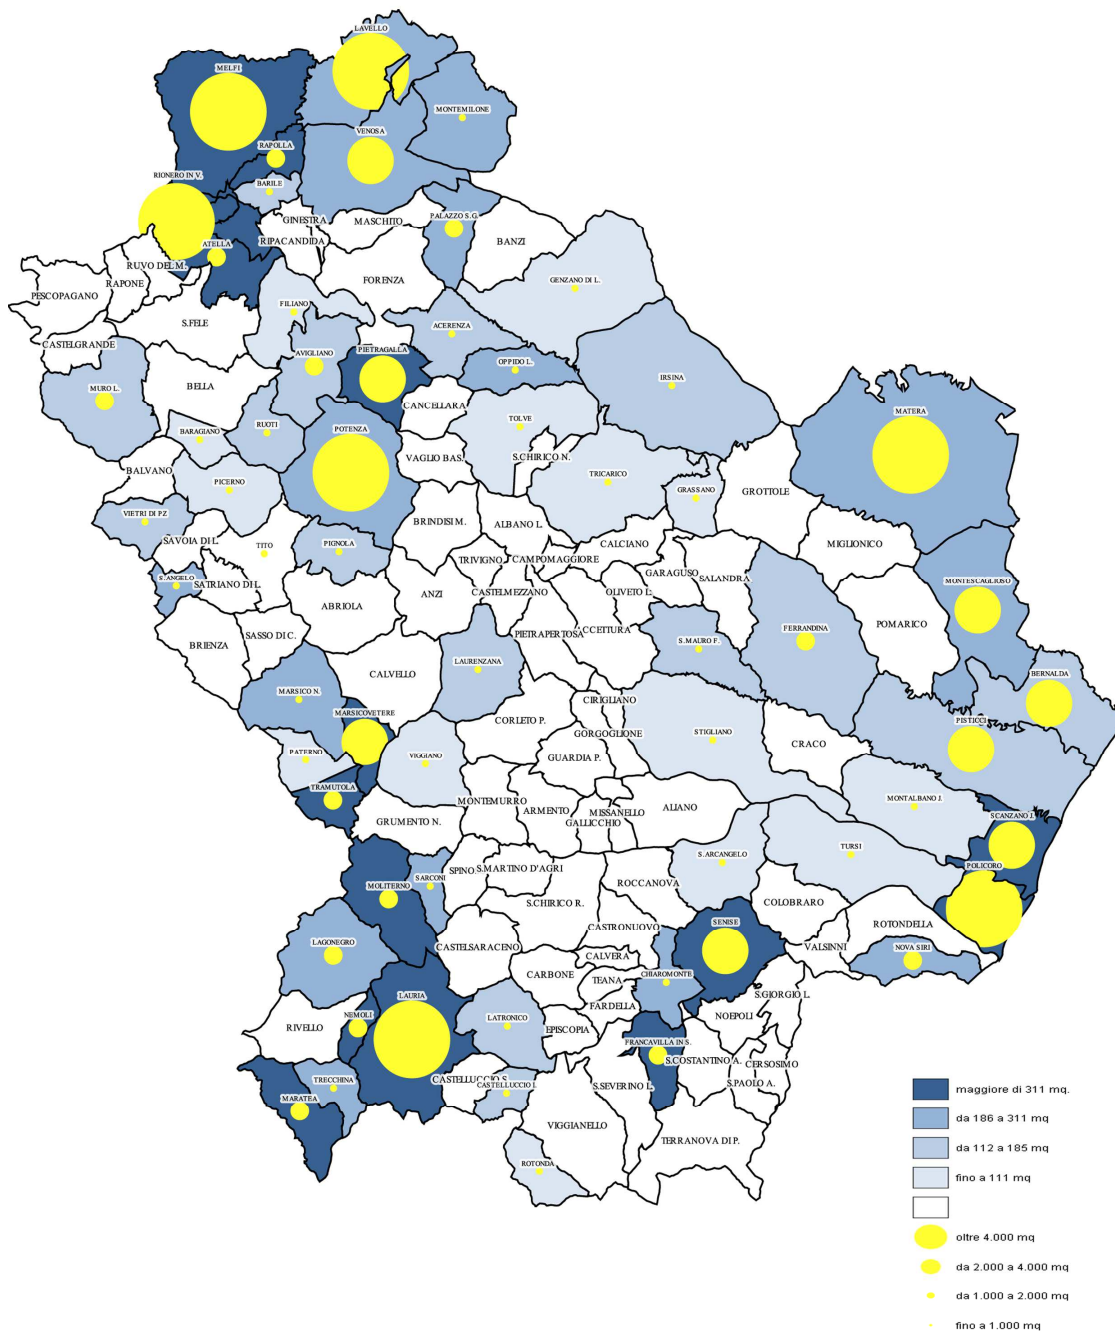 LAVELLO
MELFI
MONTEMILONE
VENOSA
RAPOLLA
RIONERO IN V.
BARILE
GINESTRA
MASCHITO
PALAZZO S.G.
ATELLA
RIPACANDIDA
BANZI
RUVO DEL M.
RAPONE
FORENZA
GENZANO DI L.
PESCOPAGANO
FILIANO
S.FELE
ACERENZA
CASTELGRANDE
AVIGLIANO
PIETRAGALLA
OPPIDO L.
IRSINA
BELLA
MURO L.
CANCELLARA
MATERA
TOLVE
RUOTI
BARAGIANO
POTENZA
VAGLIO BAS.
S.CHIRICO N.
BALVANO
TRICARICO
PICERNO
GRASSANO
GROTTOLE
VIETRI DI PZ
BRINDISI M.
ALBANO L.
SAVOIA DI L.
TITO
PIGNOLA
CALCIANO
MIGLIONICO
TRIVIGNO
CAMPOMAGGIORE
GARAGUSO
S.ANGELO
SATRIANO DI L.
SALANDRA
MONTESCAGLIOSO
ANZI
CASTELMEZZANO
OLIVETO L.
ABRIOLA
POMARICO
SASSO DI C.
PIETRAPERTOSA
ACCETTURA
FERRANDINA
BRIENZA
S.MAURO F.
LAURENZANA
CALVELLO
BERNALDA
MARSICO N.
CIRIGLIANO
MARSICOVETERE
CORLETO P.
PISTICCI
GORGOGLIONE
STIGLIANO
CRACO
PATERNO
VIGGIANO
GUARDIA P.
TRAMUTOLA
MONTEMURRO
ARMENTO
MISSANELLO
ALIANO
MONTALBANO J.
GRUMENTO N.
GALLICCHIO
SCANZANO J.
TURSI
S.ARCANGELO
POLICORO
SPINO.
S.MARTINO D'AGRI
SARCONI
MOLITERNO
ROCCANOVA
COLOBRARO
S.CHIRICO R.
ROTONDELLA
CASTRONUOVO
SENISE
LAGONEGRO
CASTELSARACENO
VALSINNI
NOVA SIRI
CALVERA
CARBONE
TEANA
CHIAROMONTE
LAURIA
S.GIORGIO L.
FARDELLA
NEMOLI
NOEPOLI
RIVELLO
LATRONICO
EPISCOPIA
FRANCAVILLA IN S.
S.COSTANTINO A.
CERSOSIMO
TRECCHINA
CASTELLUCCIO S.
CASTELLUCCIO I.
S.SEVERINO L.
S.PAOLO A.
MARATEA
VIGGIANELLO
TERRANOVA DI P.
ROTONDA
maggiore di 311 mq.
da 186 a 311 mq
da 112 a 185 mq
fino a 111 mq
oltre 4.000 mq
da 2.000 a 4.000 mq
da 1.000 a 2.000 mq
fino a 1.000 mq